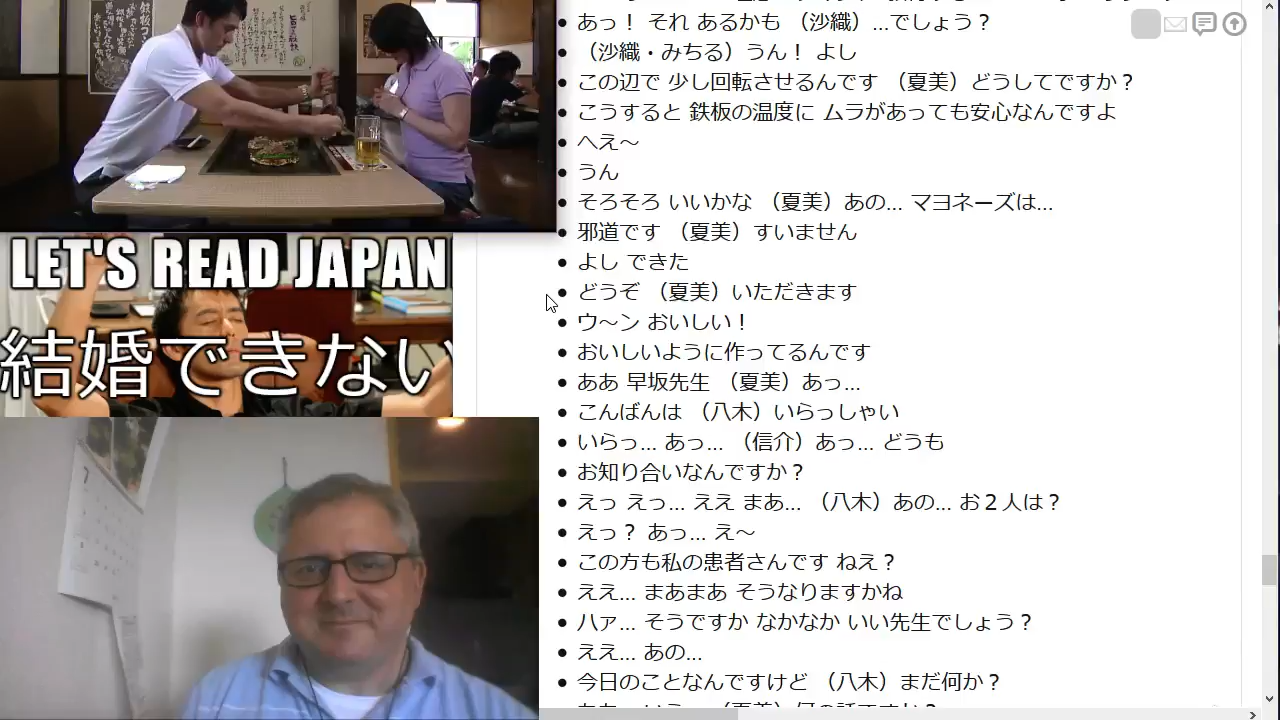 あっ！ それ あるかも （沙織）…でしょう？
（沙織・みちる）うん！ よし
この辺で 少し回転させるんです （夏美）どうしてですか？
こうすると 鉄板の温度に ムラがあっても安心なんですよ
へえ～
うん
そろそろ いいかな （夏美）あの… マヨネーズは…
邪道です （夏美）すいません
よし できた
どうぞ （夏美）いただきます
ウ～ン おいしい！
おいしいように作ってるんです
ああ 早坂先生 （夏美）あっ…
こんばんは （八木）いらっしゃい
いらっ… あっ… （信介）あっ… どうも
お知り合いなんですか？
えっ えっ… ええ まあ… （八木）あの… お２人は？
えっ？ あっ… え～
この方も私の患者さんです ねえ？
ええ… まあまあ そうなりますかね
ハァ… そうですか なかなか いい先生でしょう？
ええ… あの…
今日のことなんですけど （八木）まだ何か？
LET'S READ JAPAN
結婚できない